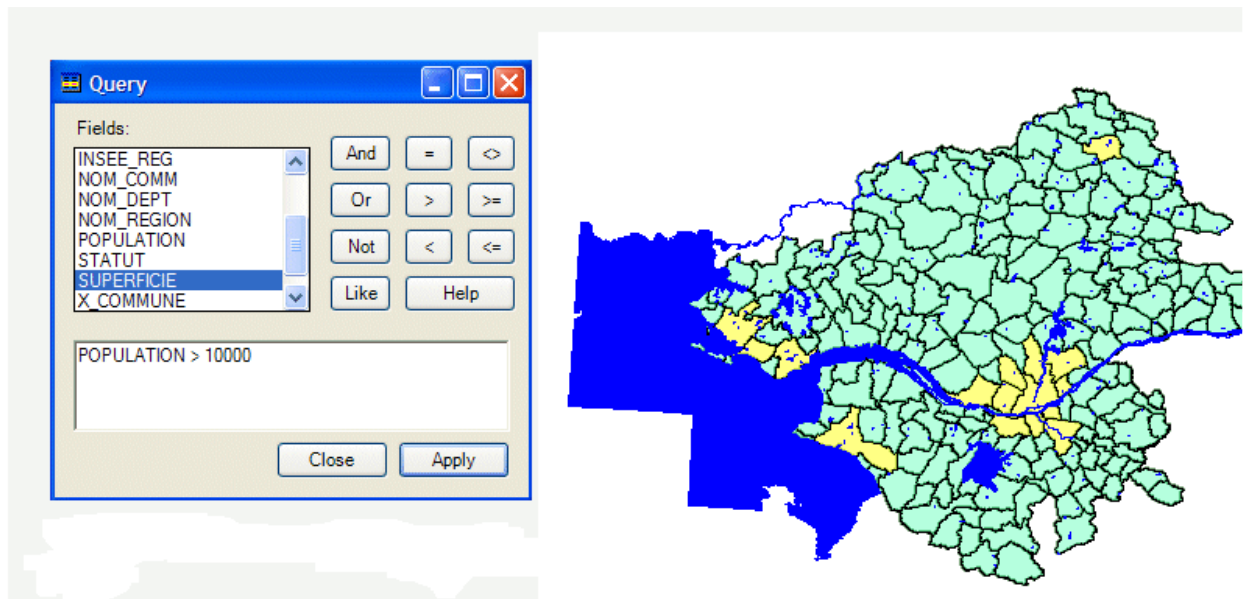 Query
Fields:
INSEE_REG
NOM_COMM
NOM_DEPT
NOM_REGION
POPULATION
STATUT
SUPERFICIE
X_COMMUNE
And = <>
Or > >=
Not < <=
Like Help
POPULATION > 10000
Close Apply